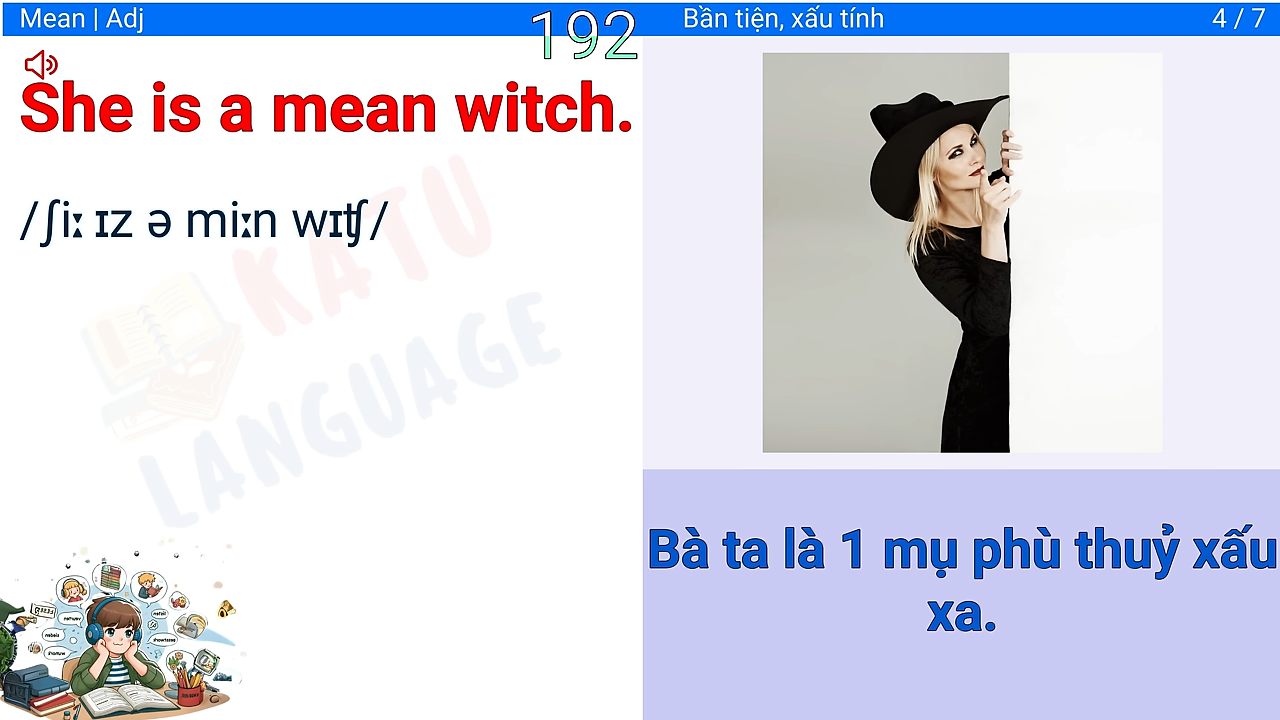 Mean | Adj
192
Bần tiện, xấu tính
4 / 7
She is a mean witch.
/ʃiː ɪz ə miːn wɪʧ/
KATU
LANGUAGE
Bà ta là 1 mụ phù thuỷ xấu
xa.